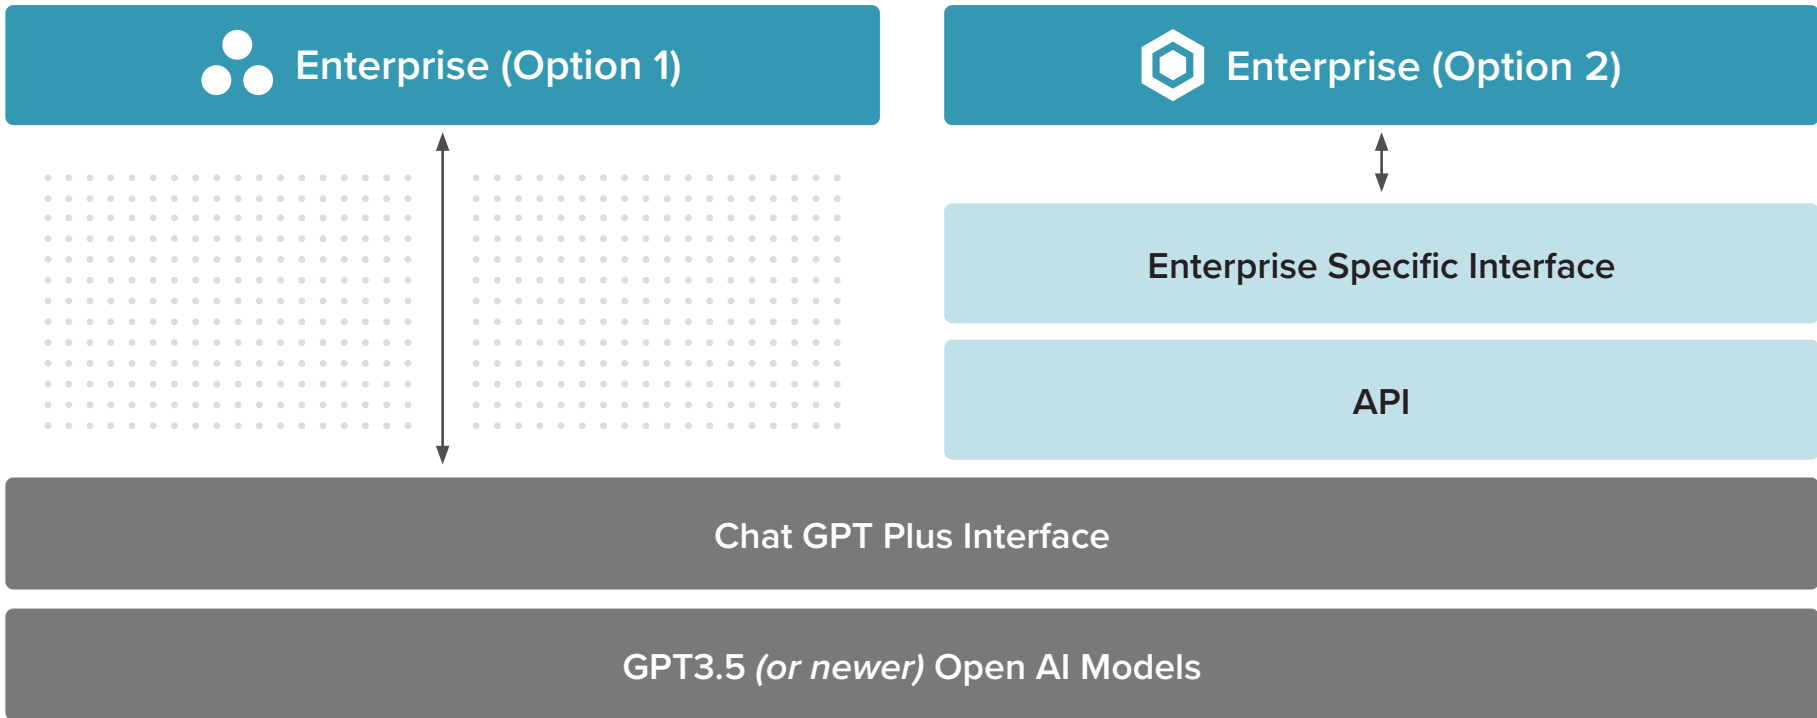 Enterprise (Option 1)
Enterprise (Option 2)
Enterprise Specific Interface
API
Chat GPT Plus Interface
GPT3.5 (or newer) Open AI Models